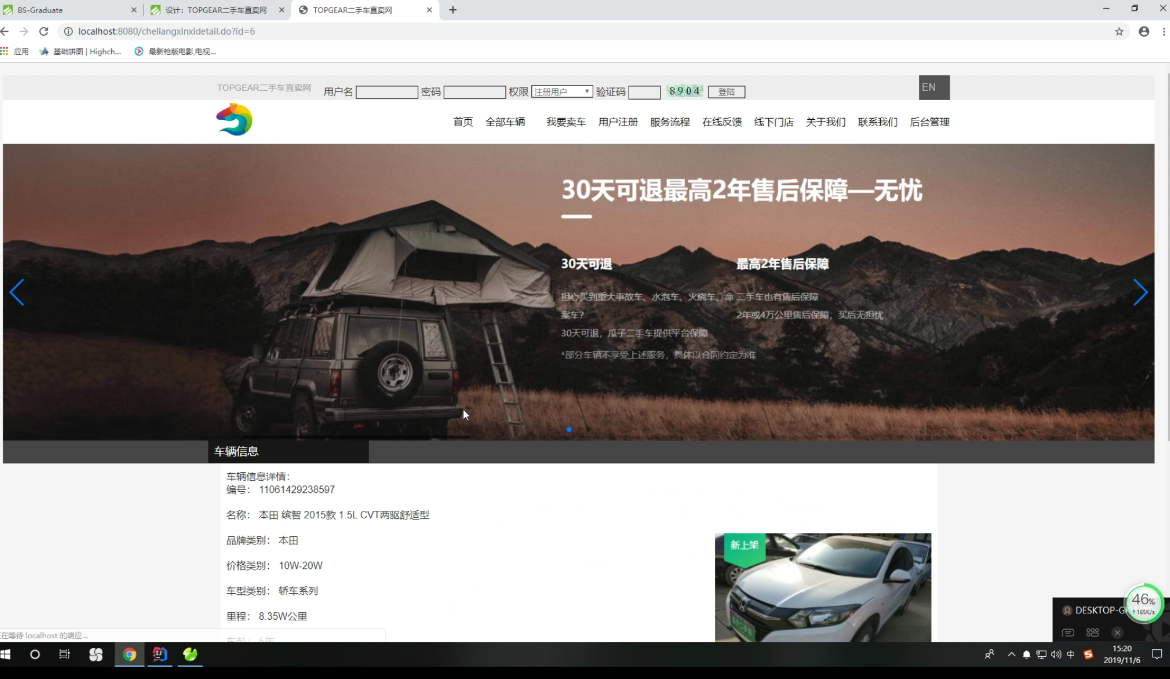 BS-Graduate
设计：TOPGEAR二手车直卖网
TOPGEAR二手车直卖网
localhost:8080/cheliangxinxidetail.do?id=6
应用 基础饼图 | Highch... 最新枪版电影,电视...
TOPGEAR二手车直卖网 用户名 密码 权限 注册用户 验证码 8904 登陆 EN
首页 全部车辆 我要卖车 用户注册 服务流程 在线反馈 线下门店 关于我们 联系我们 后台管理
30天可退最高2年售后保障—无忧
30天可退 最高2年售后保障
担心买到重大事故车、水泡车、火烧车、命 二手车也有售后保障
案车? 2年或4万公里售后保障，买后无担忧
30天可退，瓜子二手车提供平台保障
*部分车辆不享受上述服务，具体以合同约定为准
车辆信息
车辆信息详情:
编号： 11061429238597
名称： 本田 缤智 2015款 1.5L CVT两驱舒适型
品牌类别： 本田
价格类别： 10W-20W
车型类别： 轿车系列
里程： 8.35W公里
新上架
46%
↑165K/s
DESKTOP-G
正在等待 localhost 的响应...
中
15:20
2019/11/6